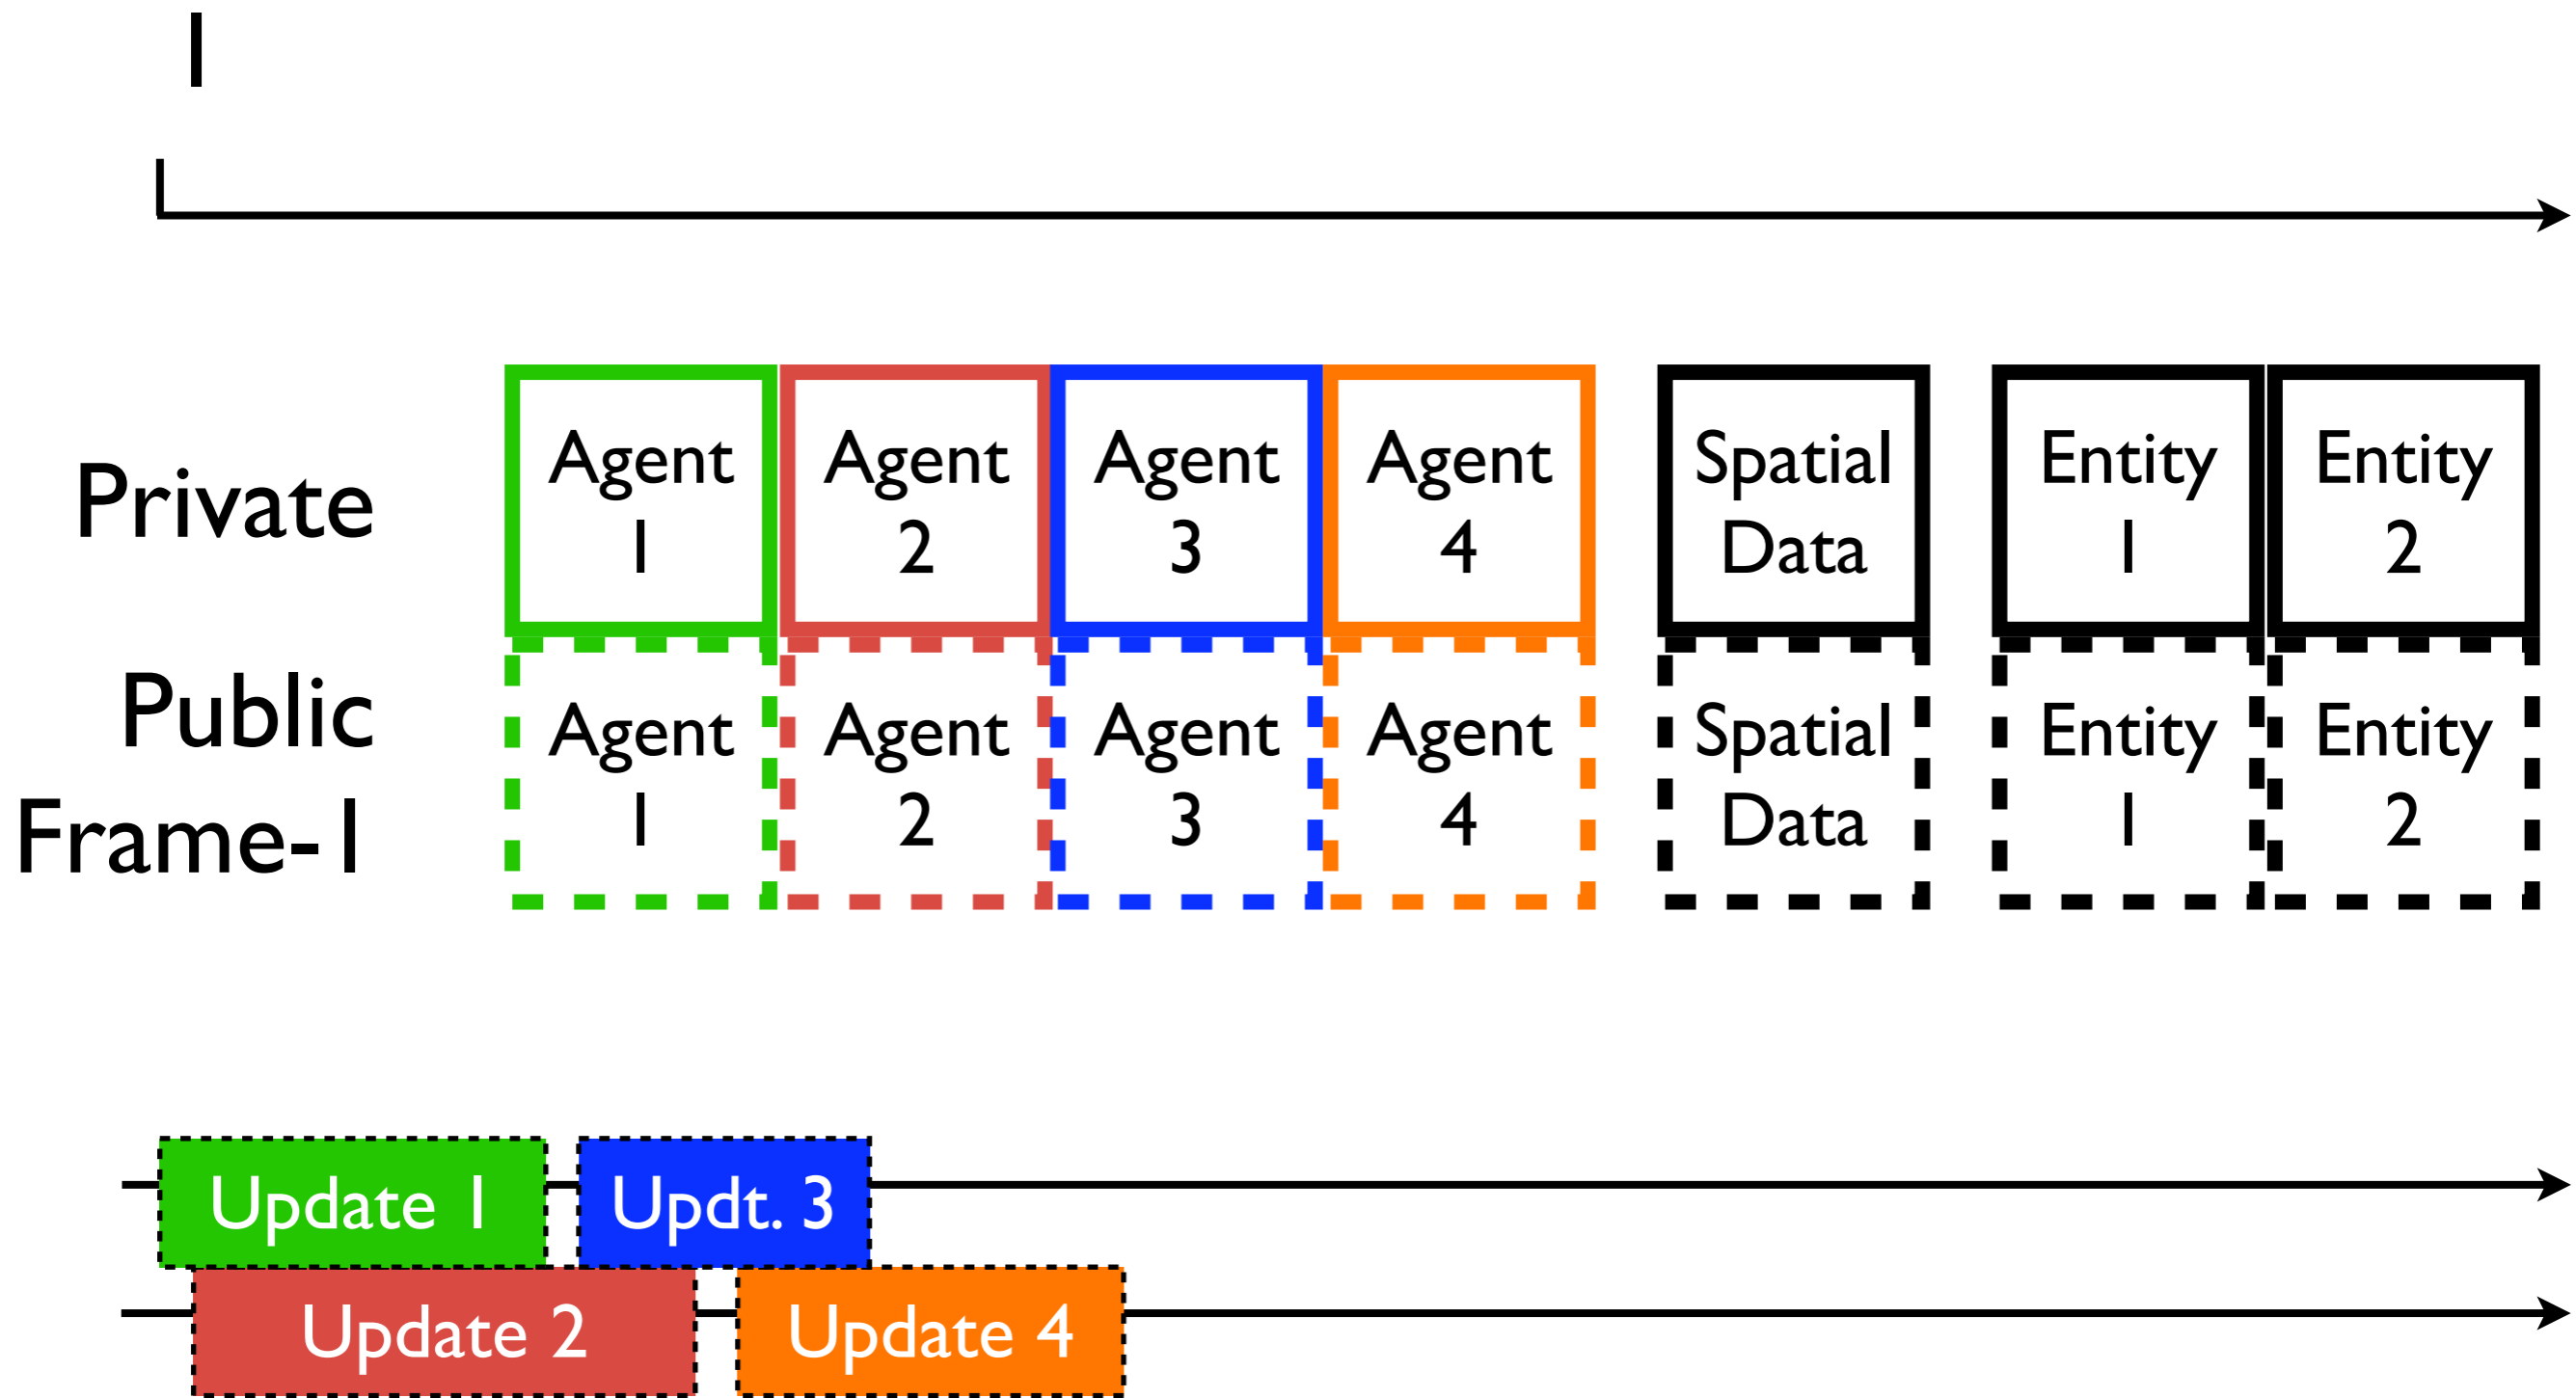 1
Private
Agent
1
Agent
2
Agent
3
Agent
4
Spatial
Data
Entity
1
Entity
2
Public
Frame-1
Agent
1
Agent
2
Agent
3
Agent
4
Spatial
Data
Entity
1
Entity
2
Update 1
Updt. 3
Update 2
Update 4